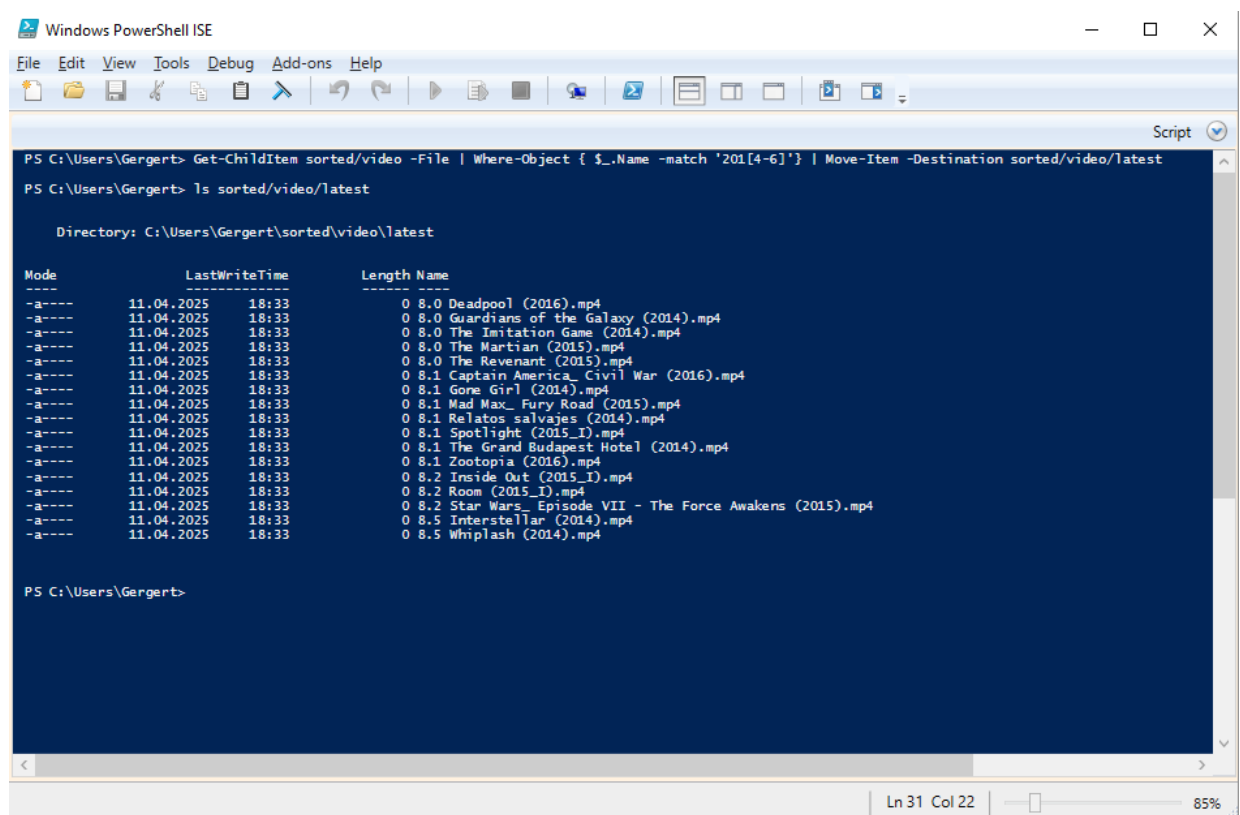 Windows PowerShell ISE
File Edit View Tools Debug Add-ons Help
Script
PS C:\Users\Gergert> Get-ChildItem sorted/video -File | Where-Object { $_.Name -match '201[4-6]'} | Move-Item -Destination sorted/video/latest
PS C:\Users\Gergert> ls sorted/video/latest
Directory: C:\Users\Gergert\sorted\video\latest
Mode LastWriteTime Length Name
---- ------------- ------ ----
-a---- 11.04.2025 18:33 0 8.0 Deadpool (2016).mp4
-a---- 11.04.2025 18:33 0 8.0 Guardians of the Galaxy (2014).mp4
-a---- 11.04.2025 18:33 0 8.0 The Imitation Game (2014).mp4
-a---- 11.04.2025 18:33 0 8.0 The Martian (2015).mp4
-a---- 11.04.2025 18:33 0 8.0 The Revenant (2015).mp4
-a---- 11.04.2025 18:33 0 8.1 Captain America_ Civil War (2016).mp4
-a---- 11.04.2025 18:33 0 8.1 Gone Girl (2014).mp4
-a---- 11.04.2025 18:33 0 8.1 Mad Max_ Fury Road (2015).mp4
-a---- 11.04.2025 18:33 0 8.1 Relatos salvajes (2014).mp4
-a---- 11.04.2025 18:33 0 8.1 Spotlight (2015_I).mp4
-a---- 11.04.2025 18:33 0 8.1 The Grand Budapest Hotel (2014).mp4
-a---- 11.04.2025 18:33 0 8.1 Zootopia (2016).mp4
-a---- 11.04.2025 18:33 0 8.2 Inside Out (2015_I).mp4
-a---- 11.04.2025 18:33 0 8.2 Room (2015_I).mp4
-a---- 11.04.2025 18:33 0 8.2 Star Wars_ Episode VII - The Force Awakens (2015).mp4
-a---- 11.04.2025 18:33 0 8.5 Interstellar (2014).mp4
-a---- 11.04.2025 18:33 0 8.5 Whiplash (2014).mp4
PS C:\Users\Gergert>
Ln 31 Col 22 85%